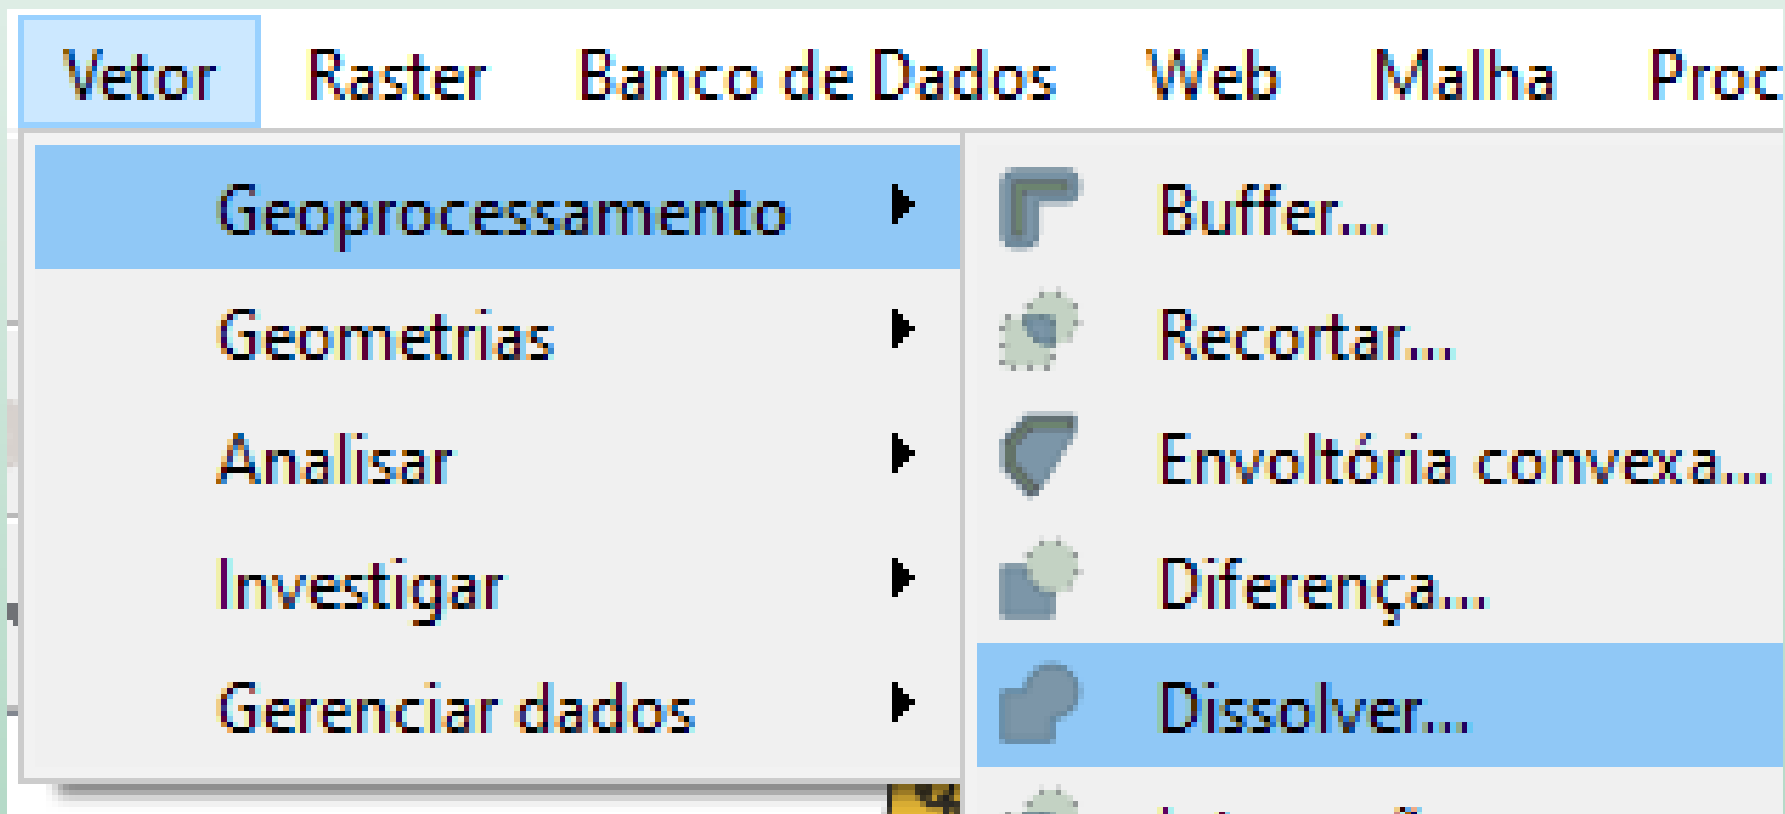 Vetor Raster Banco de Dados Web Malha Proc
Geoprocessamento
Geometrias
Analisar
Investigar
Gerenciar dados
Buffer...
Recortar...
Envoltória convexa...
Diferença...
Dissolver...